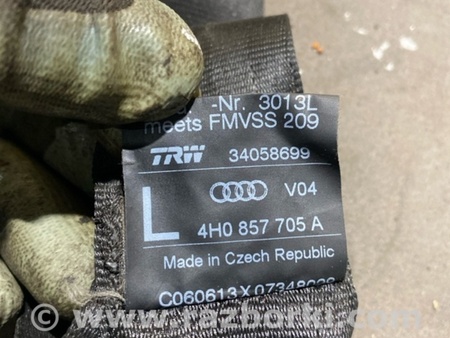 -Nr. 3013L
meets FMVSS 209
TRW 34058699
L V04
4H0 857 705 A
Made in Czech Republic
www.razborki.com